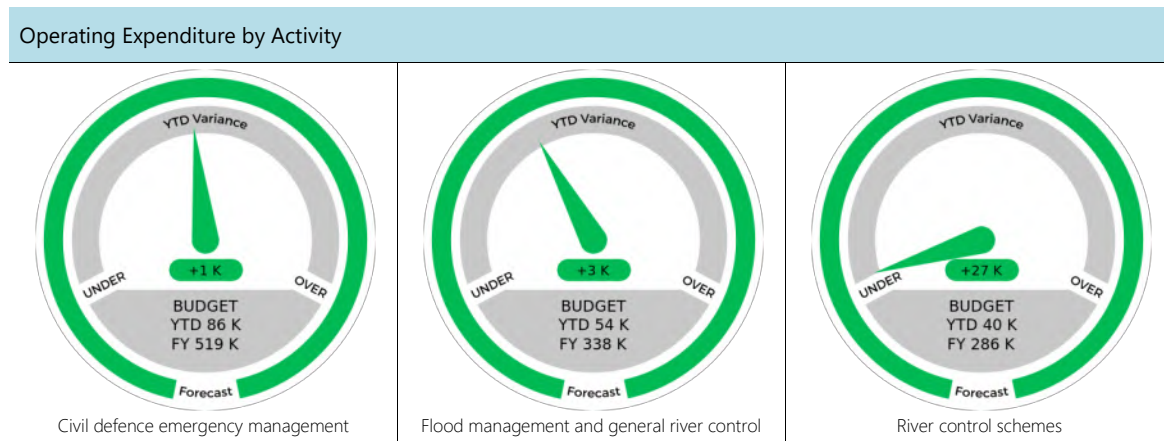 Operating Expenditure by Activity
YTD Variance
+1 K
UNDER
OVER
BUDGET
YTD 86 K
FY 519 K
Forecast
Civil defence emergency management
YTD Variance
+3 K
UNDER
OVER
BUDGET
YTD 54 K
FY 338 K
Forecast
Flood management and general river control
YTD Variance
+27 K
UNDER
OVER
BUDGET
YTD 40 K
FY 286 K
Forecast
River control schemes